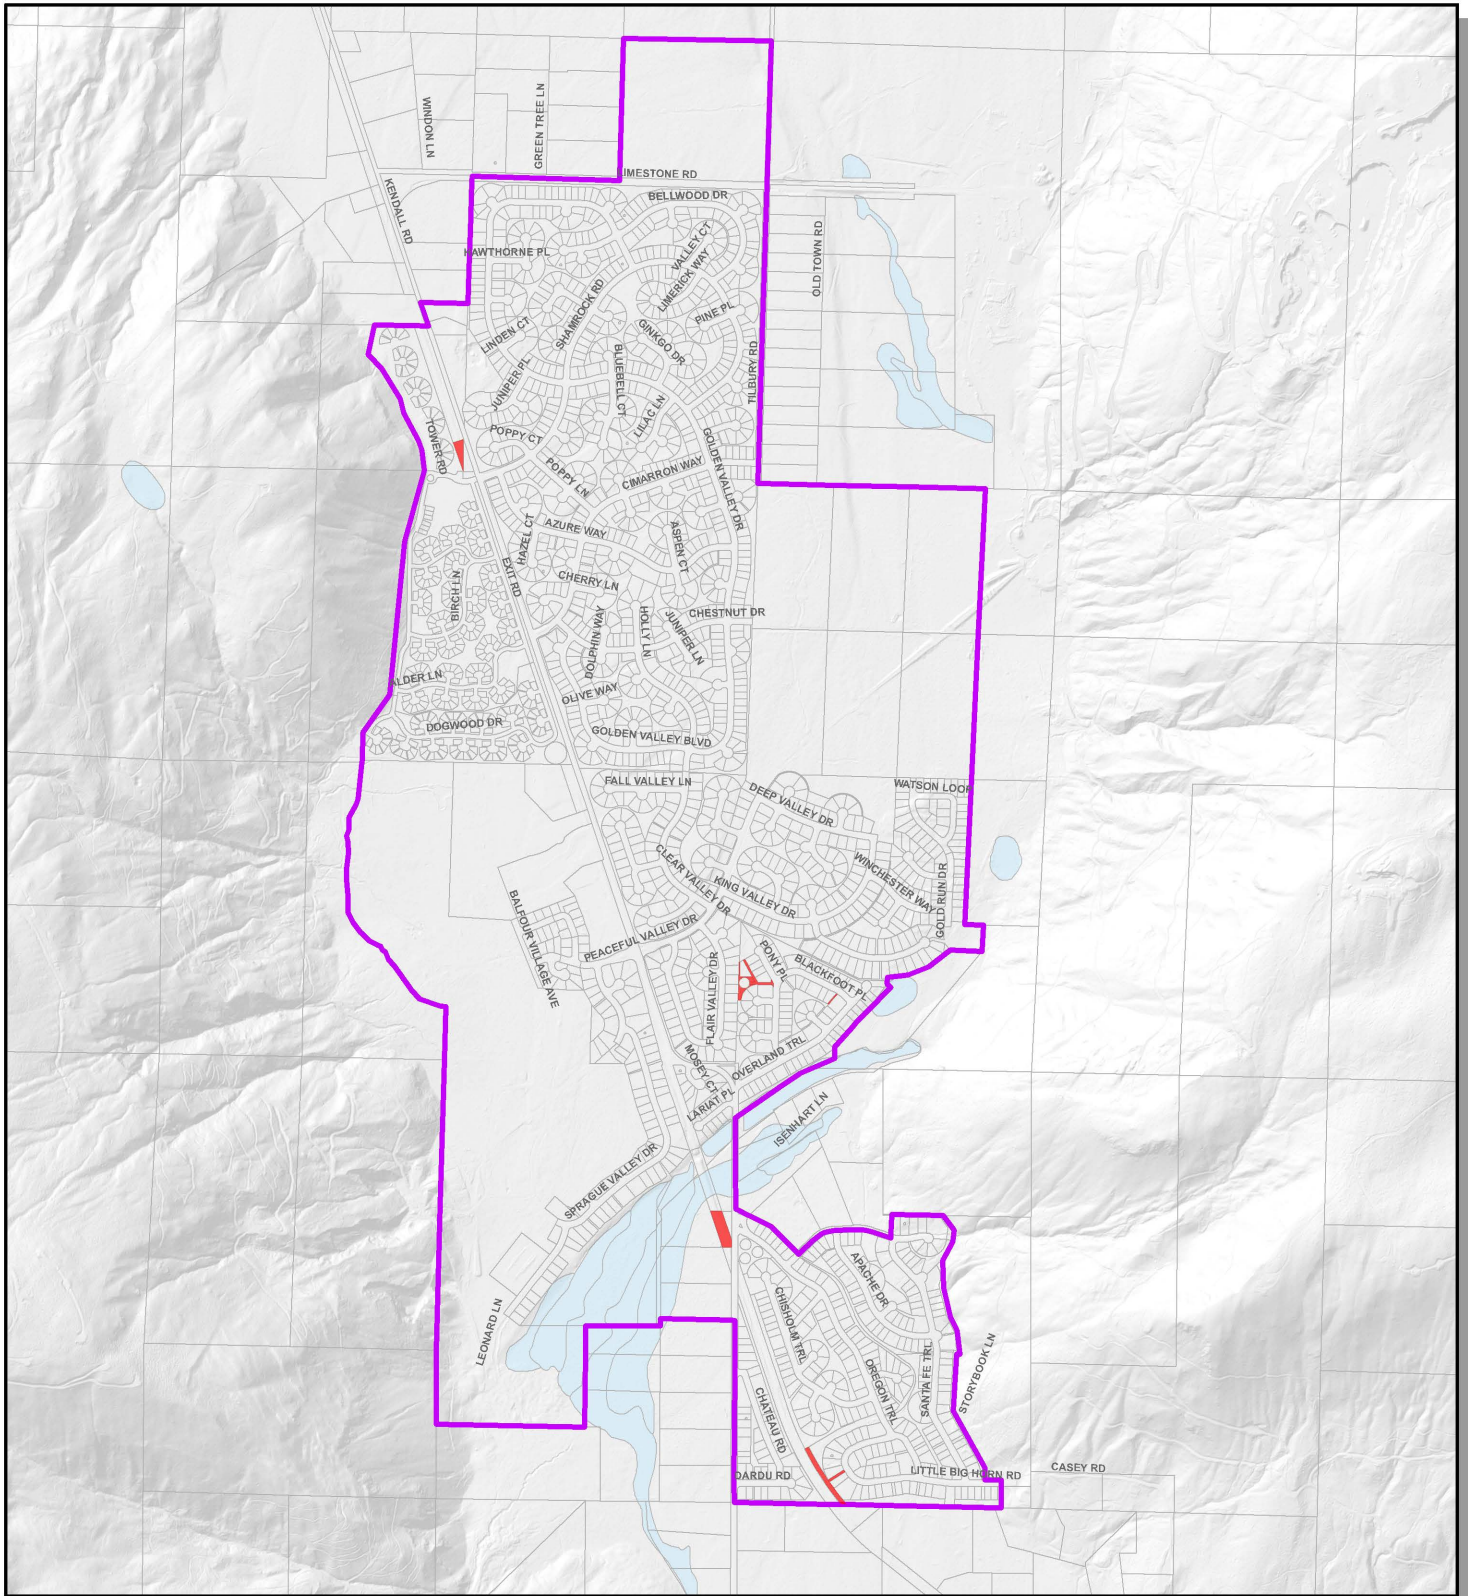 WINDON LN
GREEN TREE LN
LIMESTONE RD
KENDALL RD
BELLWOOD DR
HAWTHORNE PL
VALLEY CT
LIMERICK WAY
OLD TOWN RD
SHAMROCK RD
PINE PL
LINDEN CT
GINKGO DR
BLUEBELL CT
TILBURY RD
JUNIPER PL
LILAC LN
TOWER RD
POPPY CT
GOLDEN VALLEY DR
POPPY LN
CIMARRON WAY
HAZEL CT
AZURE WAY
ASPEN CT
EXIT RD
CHERRY LN
BIRCH LN
DOLPHIN WAY
HOLLY LN
JUNIPER LN
CHESTNUT DR
ALDER LN
OLIVE WAY
DOGWOOD DR
GOLDEN VALLEY BLVD
FALL VALLEY LN
DEEP VALLEY DR
WATSON LOOP
CLEAR VALLEY DR
KING VALLEY DR
WINCHESTER WAY
GOLD RUN DR
BALFOUR VILLAGE AVE
PEACEFUL VALLEY DR
FLAIR VALLEY DR
PONY PL
BLACKFOOT PL
MOSEY CT
OVERLAND TRL
LARIAT PL
ISENHART LN
SPRAGUE VALLEY DR
APACHE DR
LEONARD LN
CHISHOLM TRL
OREGON TRL
SANTA FE TRL
STORYBOOK LN
CHATEAU RD
DARDU RD
LITTLE BIG HORN RD
CASEY RD